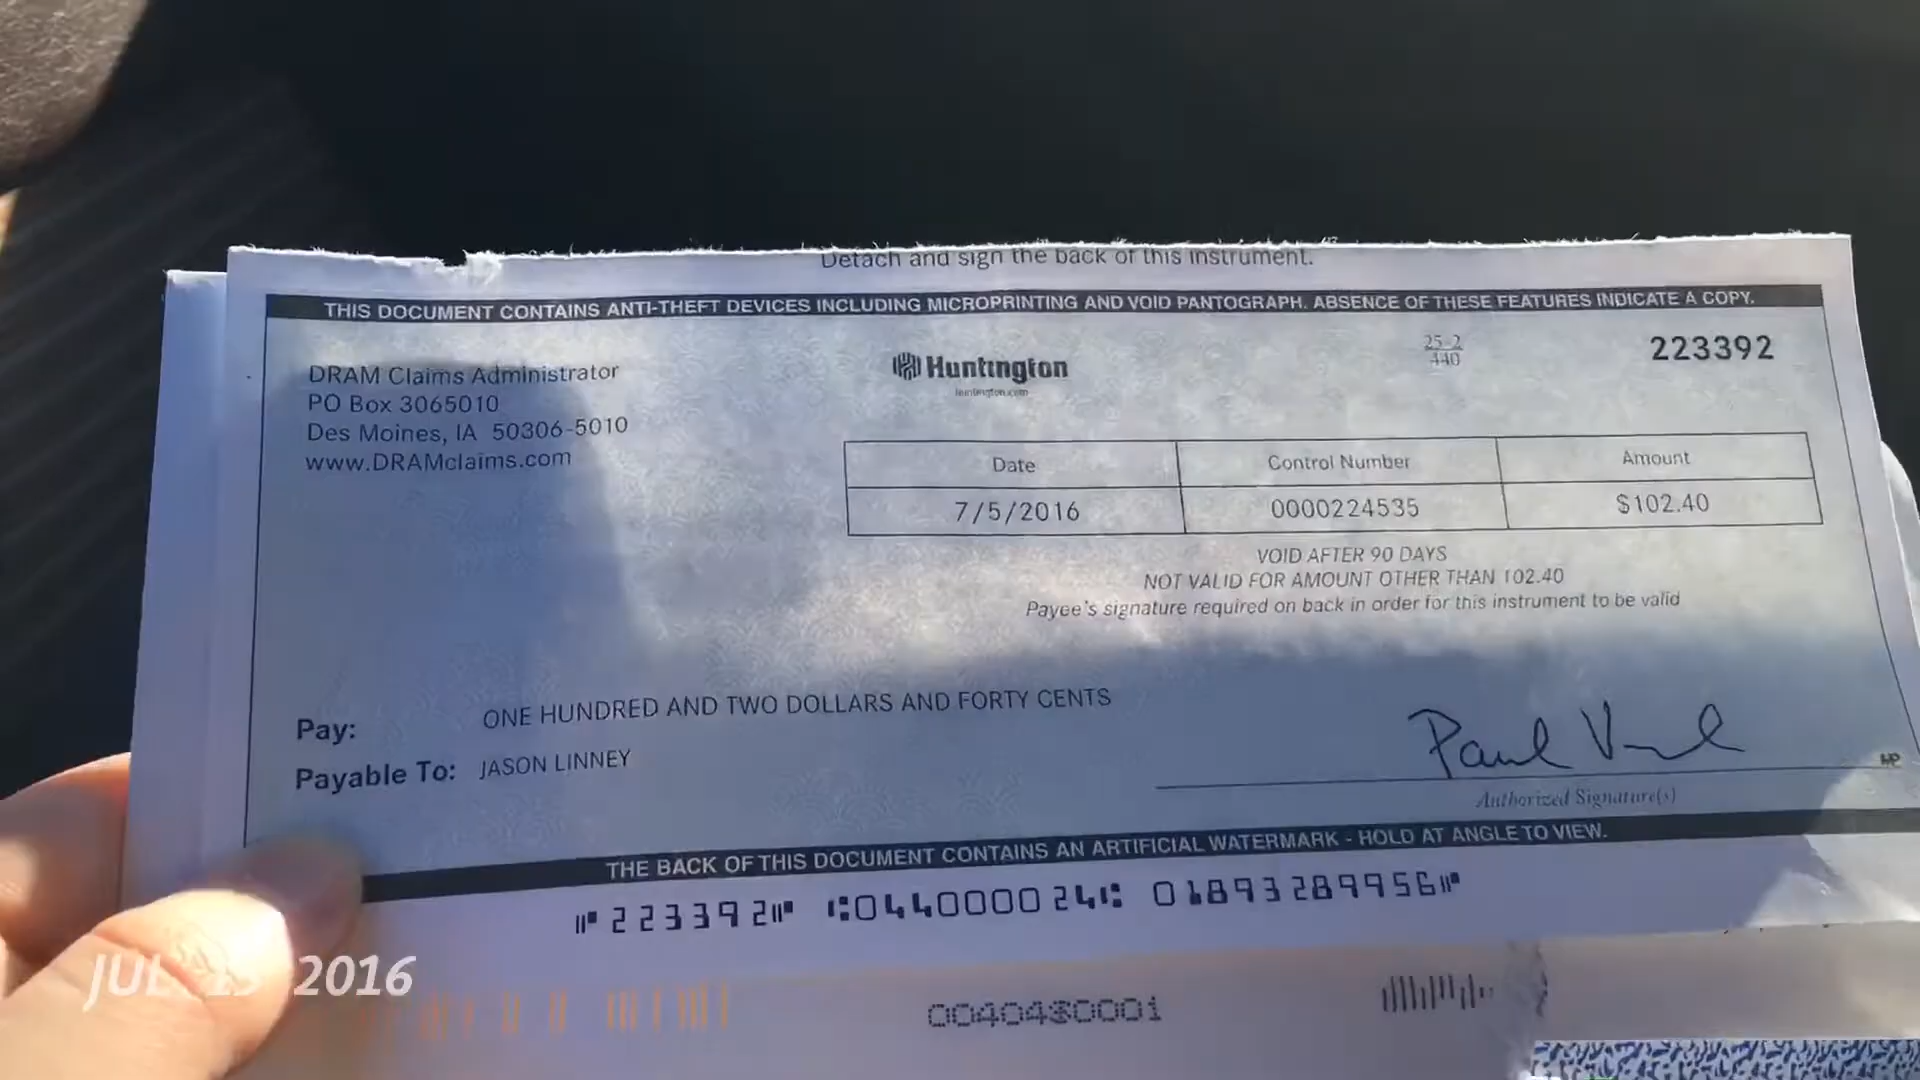 Detach and sign the back of this instrument.
THIS DOCUMENT CONTAINS ANTI-THEFT DEVICES INCLUDING MICROPRINTING AND VOID PANTOGRAPH. ABSENCE OF THESE FEATURES INDICATE A COPY.
DRAM Claims Administrator
PO Box 3065010
Des Moines, IA 50306-5010
www.DRAMclaims.com
Huntington
huntington.com
25-2
440
223392
Date Control Number Amount
7/5/2016 0000224535 $102.40
VOID AFTER 90 DAYS
NOT VALID FOR AMOUNT OTHER THAN 102.40
Payee's signature required on back in order for this instrument to be valid
Pay: ONE HUNDRED AND TWO DOLLARS AND FORTY CENTS
Payable To: JASON LINNEY
Paul
MP
Authorized Signature(s)
THE BACK OF THIS DOCUMENT CONTAINS AN ARTIFICIAL WATERMARK - HOLD AT ANGLE TO VIEW.
⑈223392⑈ ⑆044000024⑆ 01893289956⑈
JUL 2016